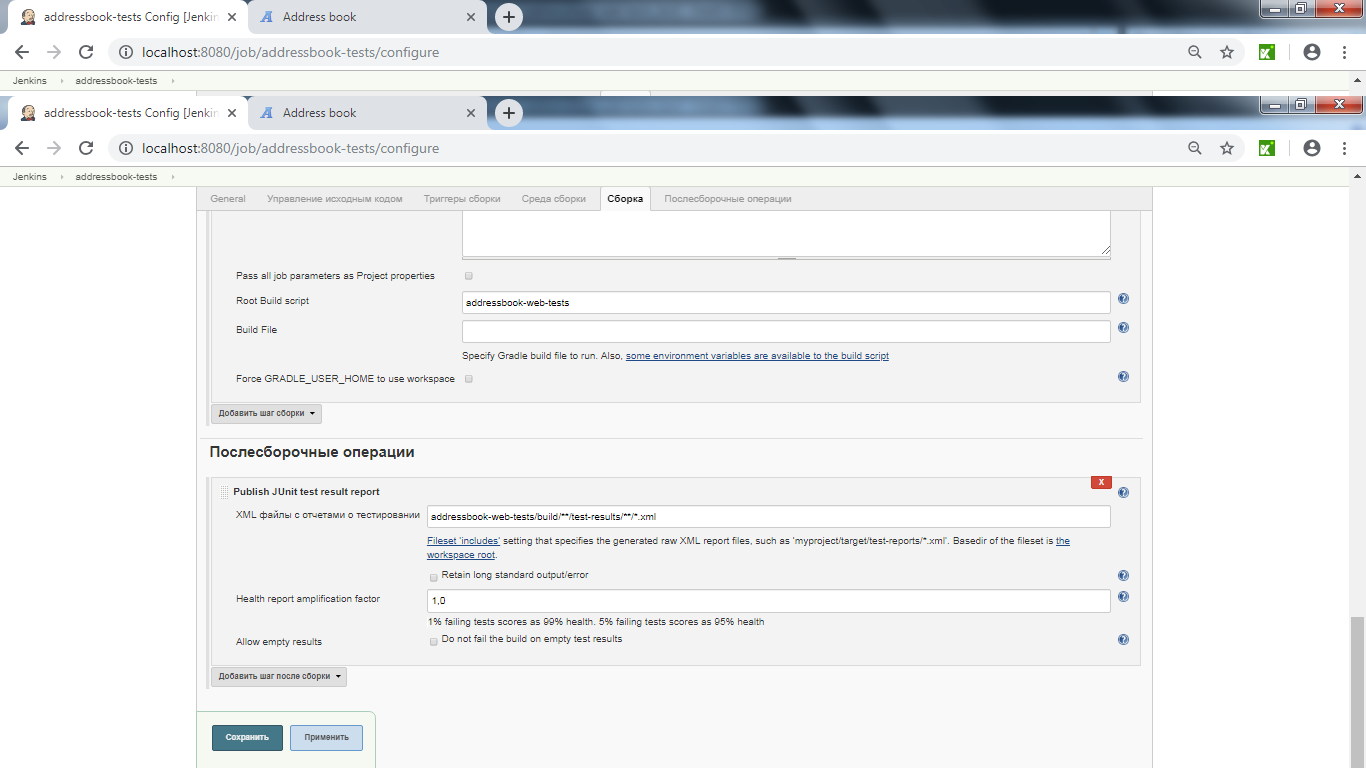 addressbook-tests Config [Jenkin
Address book
localhost:8080/job/addressbook-tests/configure
Jenkins
addressbook-tests
addressbook-tests Config [Jenkin
Address book
localhost:8080/job/addressbook-tests/configure
Jenkins
addressbook-tests
General Управление исходным кодом Триггеры сборки Среда сборки Сборка Послесборочные операции
Pass all job parameters as Project properties
Root Build script addressbook-web-tests
Build File
Specify Gradle build file to run. Also, some environment variables are available to the build script
Force GRADLE_USER_HOME to use workspace
Добавить шаг сборки
Послесборочные операции
Publish JUnit test result report
X
XML файлы с отчетами о тестировании addressbook-web-tests/build/**/test-results/**/*.xml
Fileset 'includes' setting that specifies the generated raw XML report files, such as 'myproject/target/test-reports/*.xml'. Basedir of the fileset is the
workspace root.
Retain long standard output/error
Health report amplification factor 1,0
1% failing tests scores as 99% health. 5% failing tests scores as 95% health
Allow empty results Do not fail the build on empty test results
Добавить шаг после сборки
Сохранить Применить